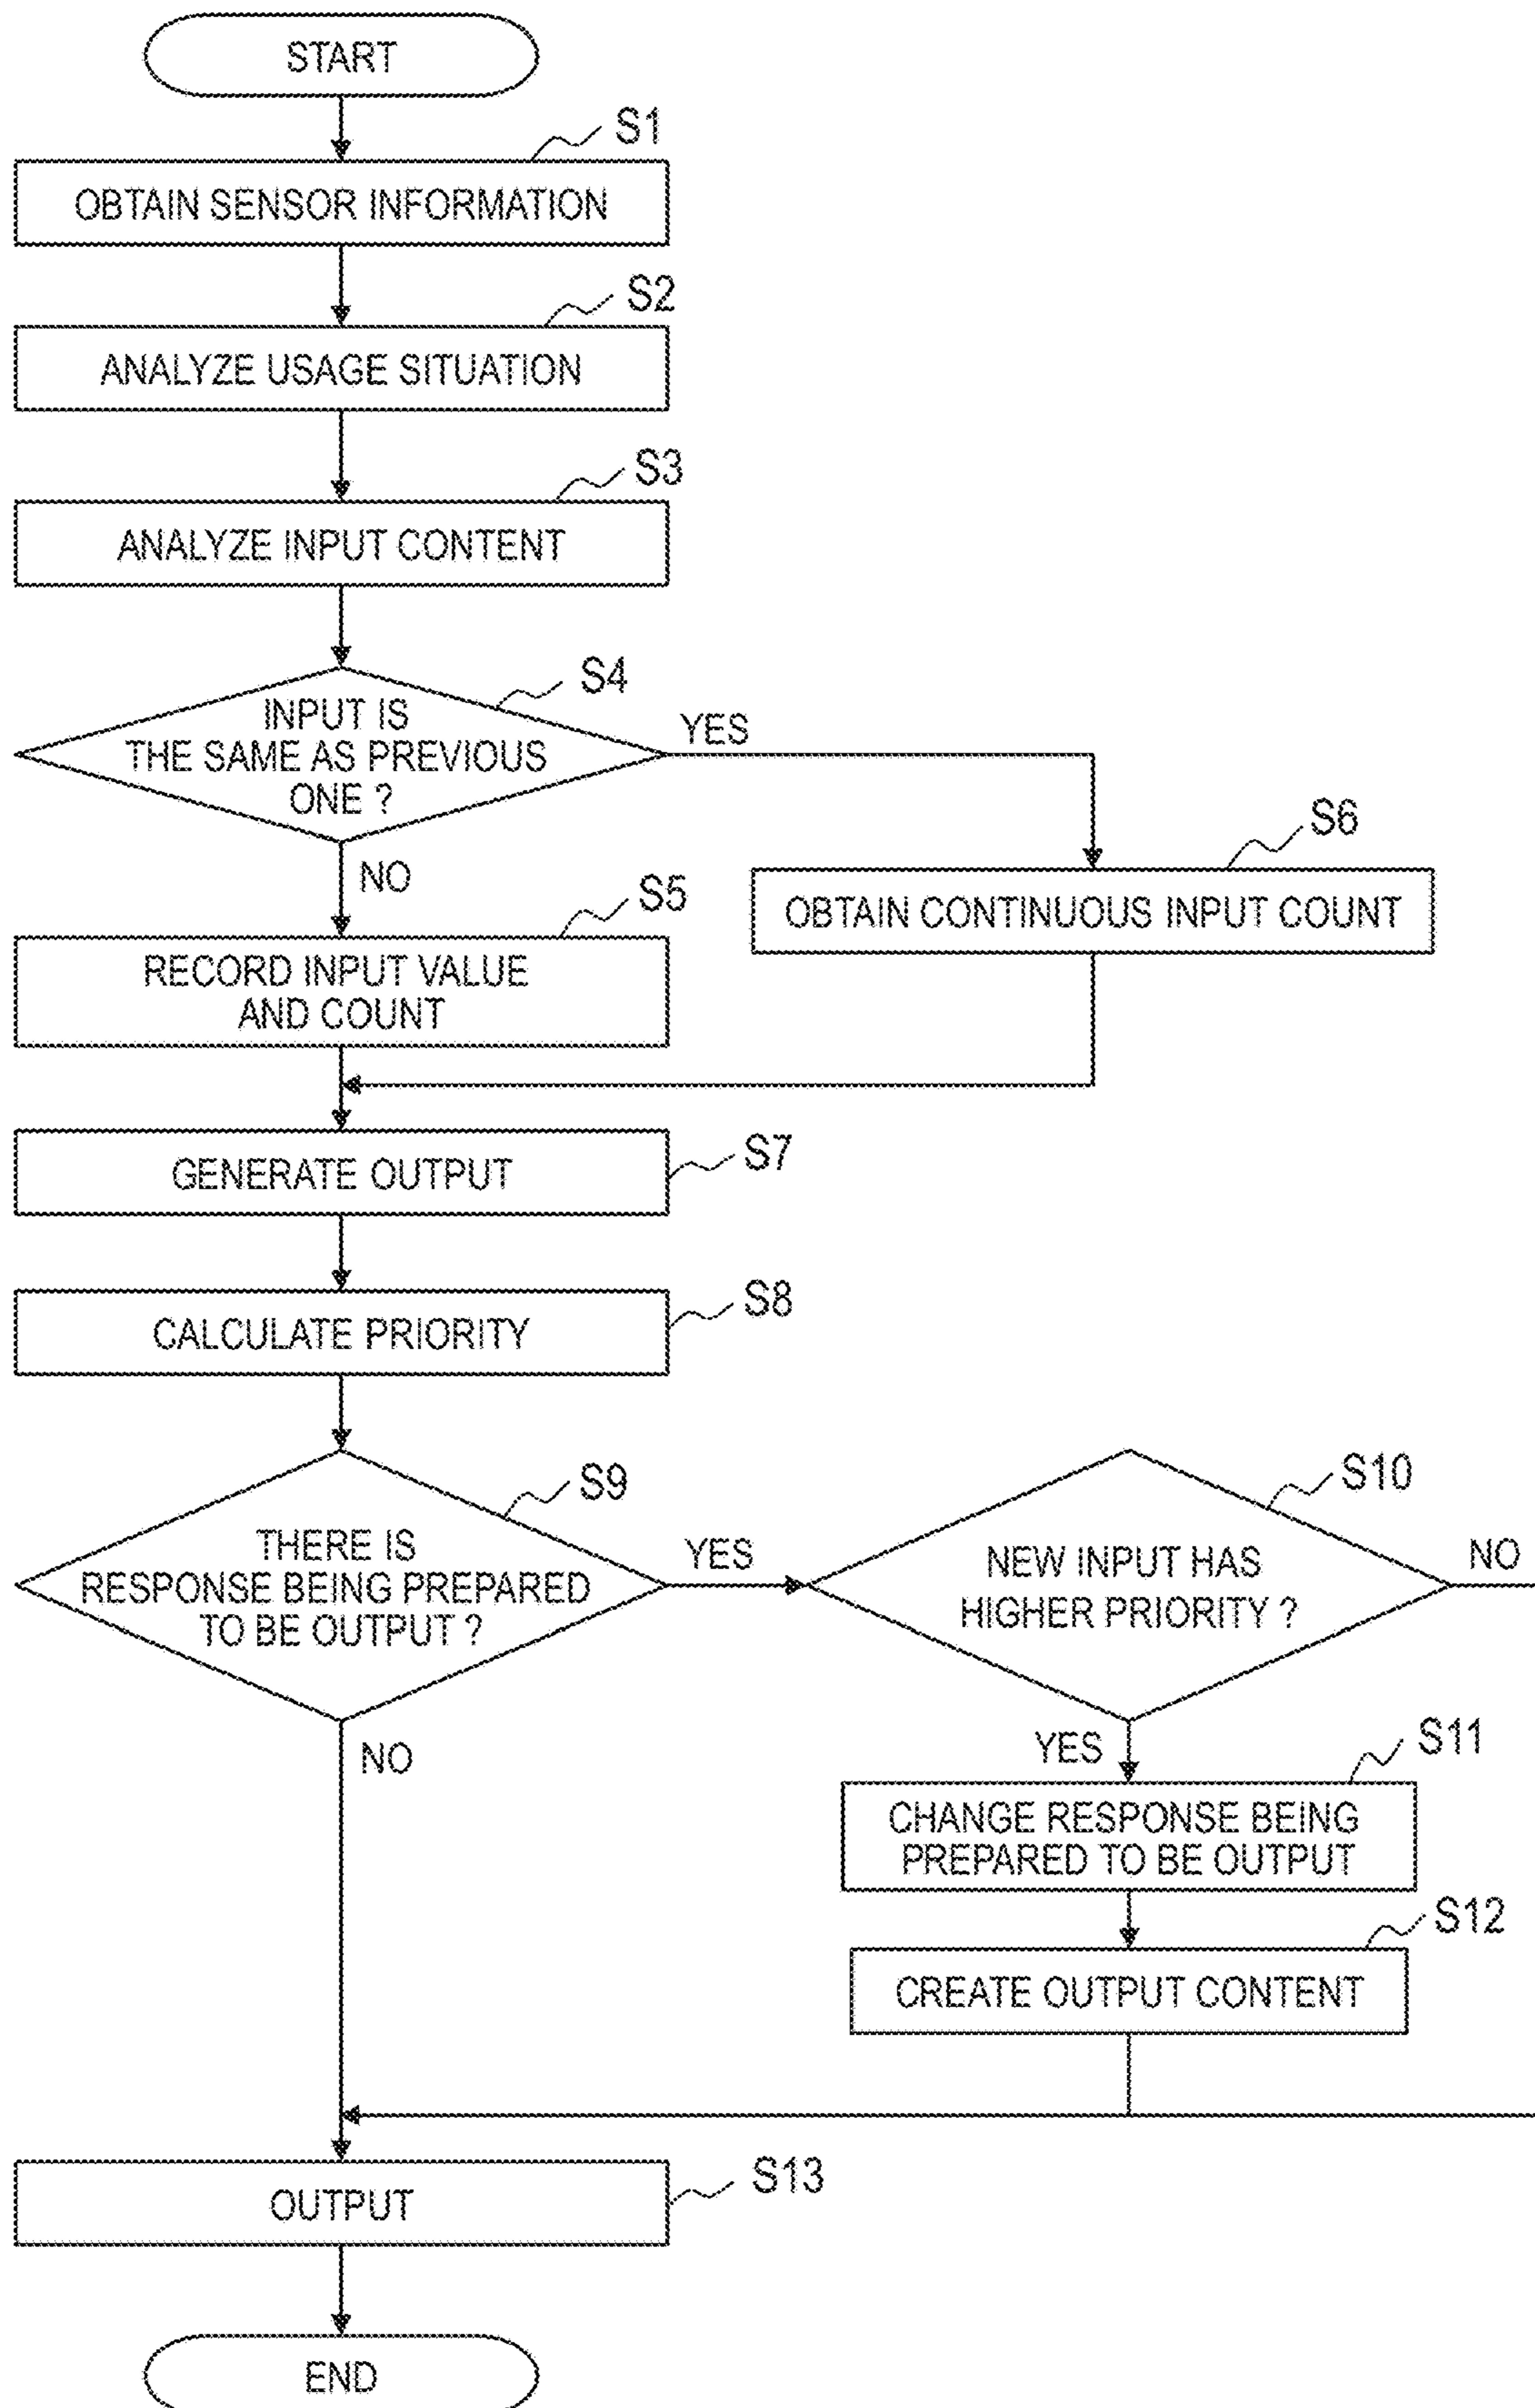 START
S1
OBTAIN SENSOR INFORMATION
S2
ANALYZE USAGE SITUATION
S3
ANALYZE INPUT CONTENT
S4
INPUT IS
THE SAME AS PREVIOUS
ONE ?
YES
NO
S6
OBTAIN CONTINUOUS INPUT COUNT
S5
RECORD INPUT VALUE
AND COUNT
S7
GENERATE OUTPUT
S8
CALCULATE PRIORITY
S9
THERE IS
RESPONSE BEING PREPARED
TO BE OUTPUT ?
YES
NO
S10
NEW INPUT HAS
HIGHER PRIORITY ?
NO
YES
S11
CHANGE RESPONSE BEING
PREPARED TO BE OUTPUT
S12
CREATE OUTPUT CONTENT
S13
OUTPUT
END